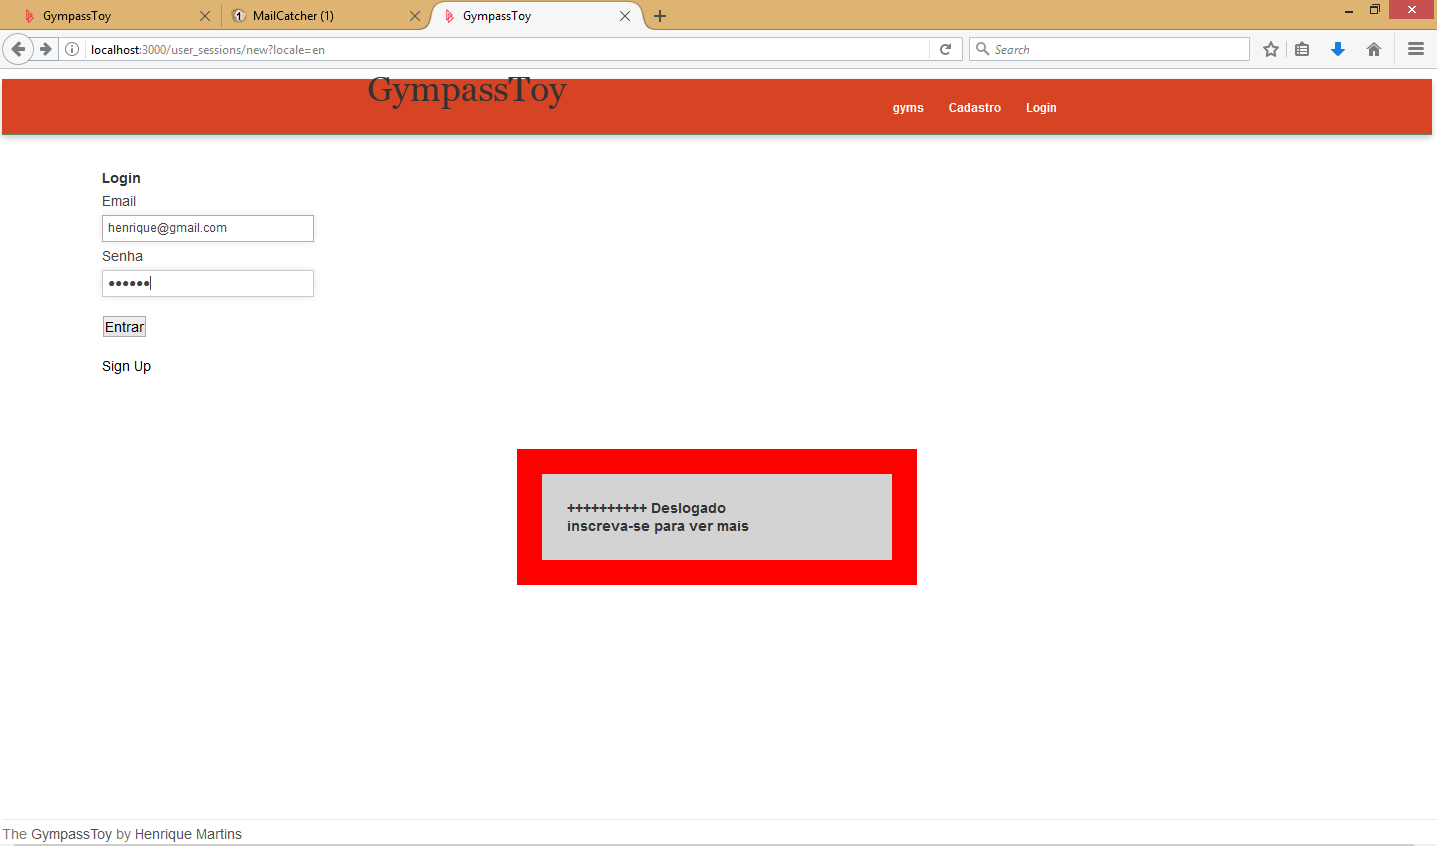 GympassToy
MailCatcher (1)
GympassToy
localhost:3000/user_sessions/new?locale=en
Search
GympassToy
gyms Cadastro Login
Login
Email
henrique@gmail.com
Senha
••••••
Entrar
Sign Up
++++++++++ Deslogado
inscreva-se para ver mais
The GympassToy by Henrique Martins